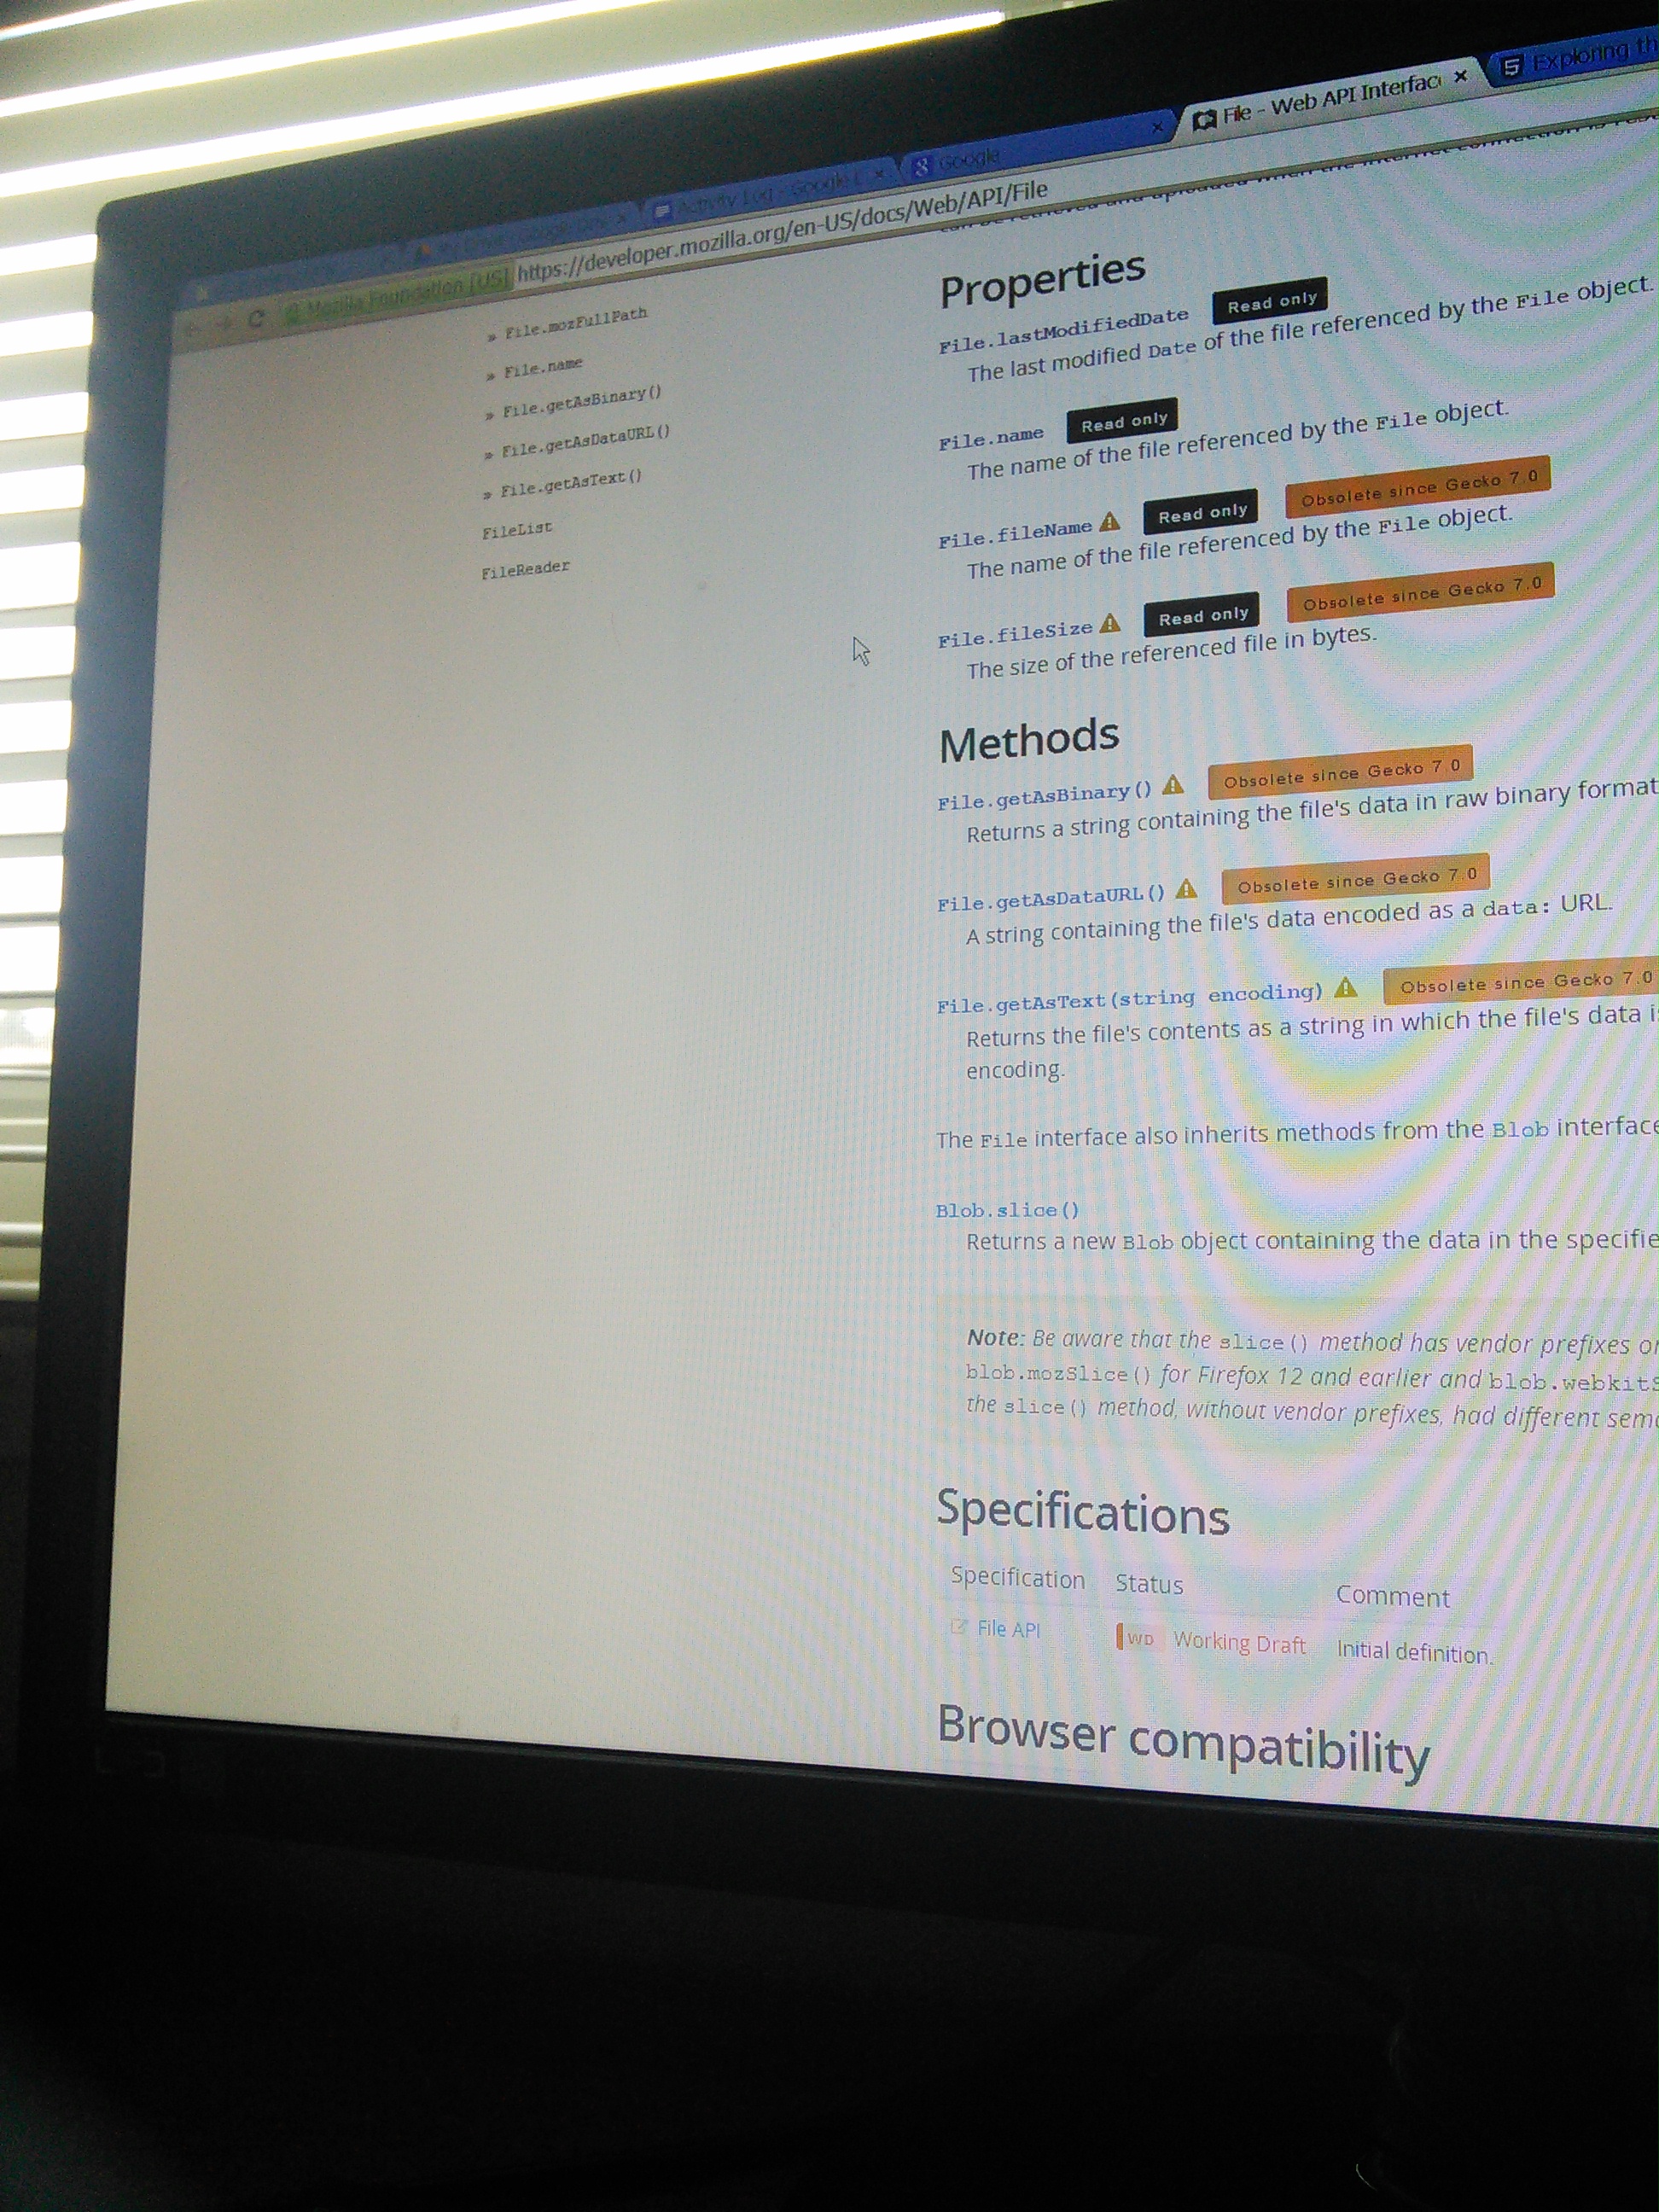 Exploring th
File - Web API Interfac
Google
Activity Log - Google
Mozilla Foundation [US] https://developer.mozilla.org/en-US/docs/Web/API/File
» File.mozFullPath
» File.name
» File.getAsBinary()
» File.getAsDataURL()
» File.getAsText()
FileList
FileReader
Properties
File.lastModifiedDate Read only
The last modified Date of the file referenced by the File object.
File.name Read only
The name of the file referenced by the File object.
File.fileName Read only Obsolete since Gecko 7.0
The name of the file referenced by the File object.
File.fileSize Read only Obsolete since Gecko 7.0
The size of the referenced file in bytes.
Methods
File.getAsBinary() Obsolete since Gecko 7.0
Returns a string containing the file's data in raw binary format
File.getAsDataURL() Obsolete since Gecko 7.0
A string containing the file's data encoded as a data: URL.
File.getAsText(string encoding) Obsolete since Gecko 7.0
Returns the file's contents as a string in which the file's data i
encoding.
The File interface also inherits methods from the Blob interface
Blob.slice()
Returns a new Blob object containing the data in the specifie
Note: Be aware that the slice() method has vendor prefixes o
blob.mozSlice() for Firefox 12 and earlier and blob.webkitS
the slice() method, without vendor prefixes, had different sem
Specifications
Specification Status Comment
File API WD Working Draft Initial definition.
Browser compatibility